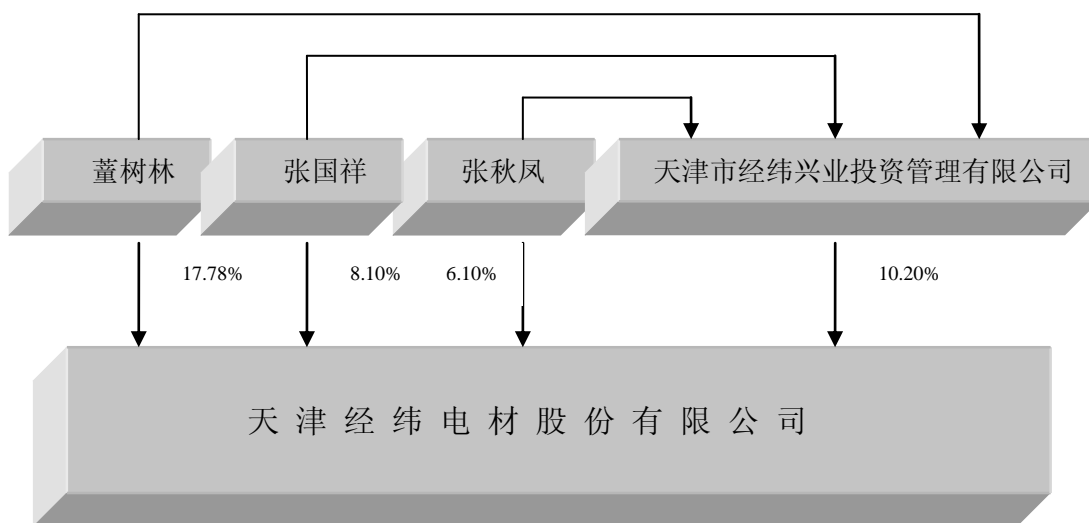 董树林 张国祥 张秋凤 天津市经纬兴业投资管理有限公司
17.78% 8.10% 6.10% 10.20%
天津经纬电材股份有限公司